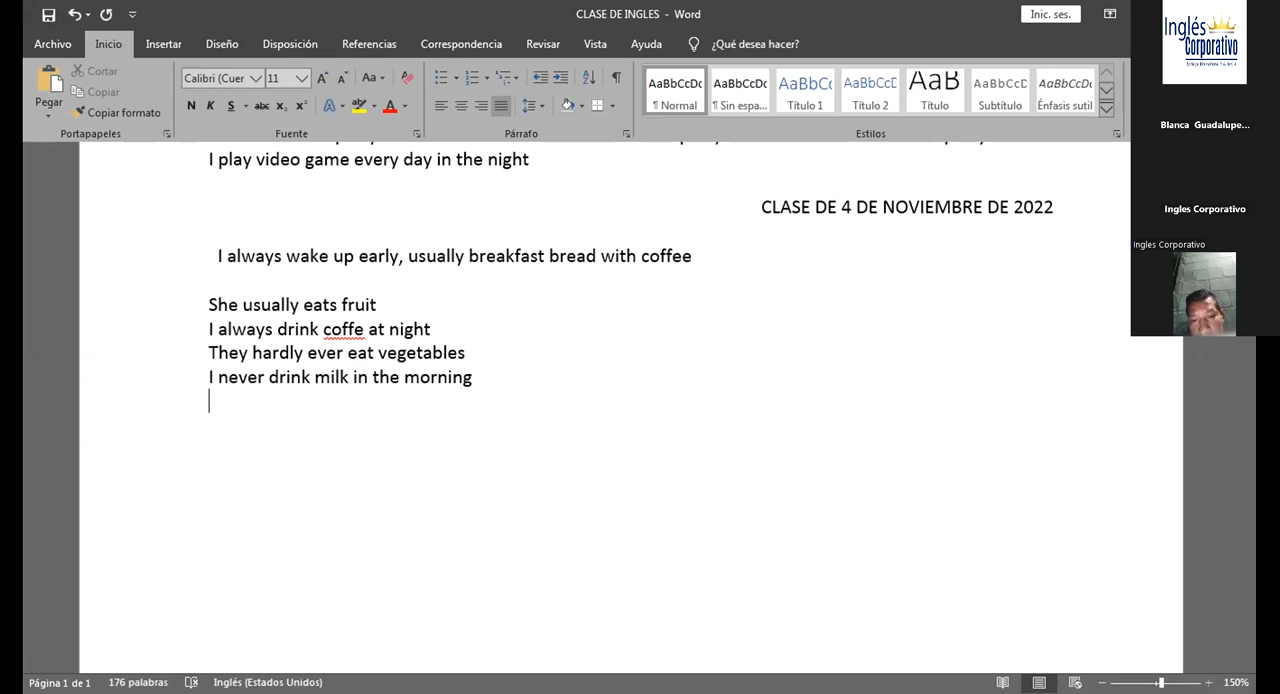 CLASE DE INGLES - Word
Inic. ses.
Archivo Inicio Insertar Diseño Disposición Referencias Correspondencia Revisar Vista Ayuda ¿Qué desea hacer?
Pegar
Cortar
Copiar
Copiar formato
Portapapeles
Calibri (Cuer 11
Aa
N K S abc x₂ x² A A
Fuente
Párrafo
AaBbCcDc AaBbCcDc AaBbCc AaBbCcD AaB AaBbCcD AaBbCcDc
¶ Normal ¶ Sin espa... Título 1 Título 2 Título Subtítulo Énfasis sutil
Estilos
I play video game every day in the night
CLASE DE 4 DE NOVIEMBRE DE 2022
I always wake up early, usually breakfast bread with coffee
She usually eats fruit
I always drink coffe at night
They hardly ever eat vegetables
I never drink milk in the morning
Página 1 de 1 176 palabras Inglés (Estados Unidos) 150%
Inglés
Corporativo
Blanca Guadalupe...
Ingles Corporativo
Ingles Corporativo